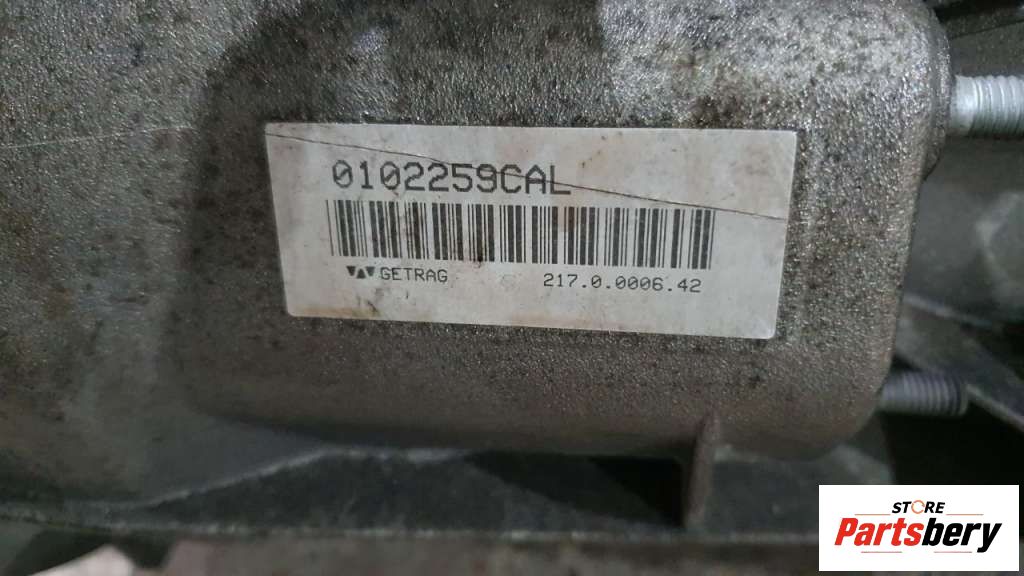 0102259CAL
GETRAG 217.0.0006.42
STORE
Partsbery